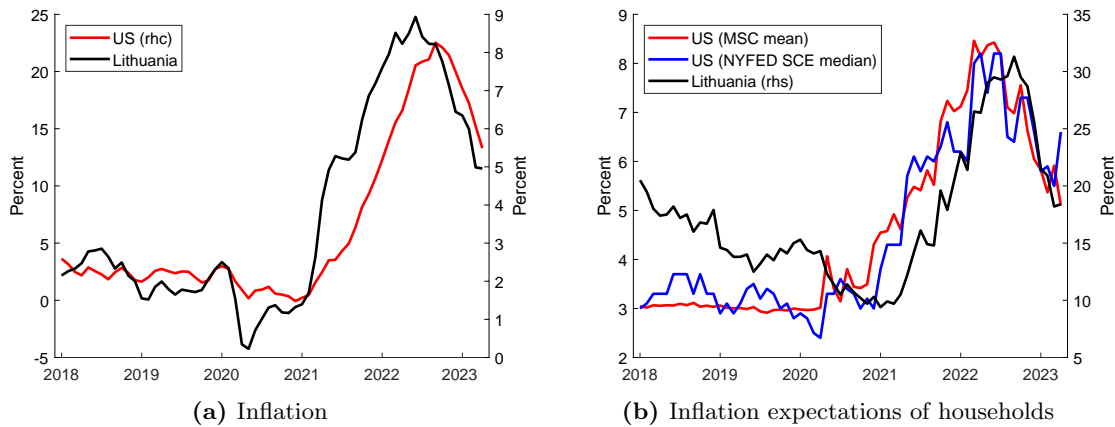 25
20
15
10
5
0
-5
Percent
US (rhc)
Lithuania
9
8
7
6
5
4
3
2
1
0
Percent
2018 2019 2020 2021 2022 2023
(a) Inflation
9
8
7
6
5
4
3
2
Percent
US (MSC mean)
US (NYFED SCE median)
Lithuania (rhs)
35
30
25
20
15
10
5
Percent
2018 2019 2020 2021 2022 2023
(b) Inflation expectations of households